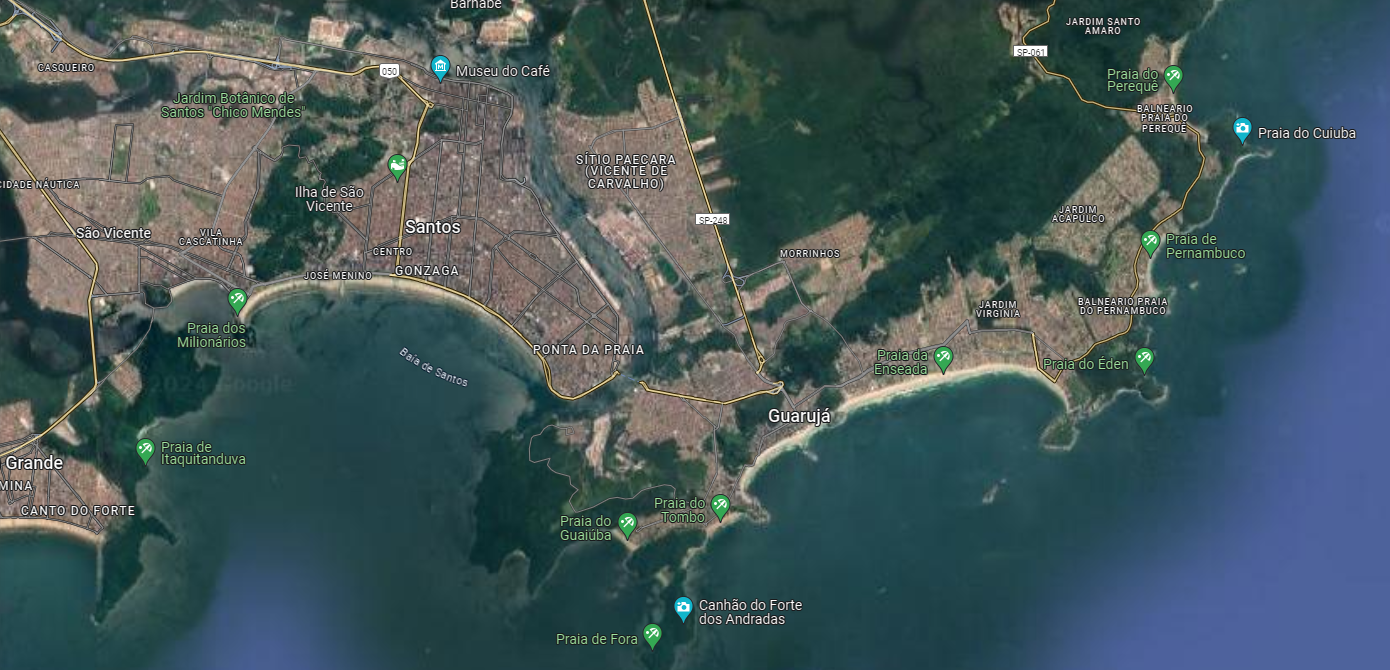 Barnabé
JARDIM SANTO
AMARO
SP-061
CASQUEIRO
050
Museu do Café
Praia do
Perequê
Jardim Botânico de
Santos "Chico Mendes"
BALNEARIO
PRAIA DO
PEREQUÊ
Praia do Cuiuba
SÍTIO PAECARA
(VICENTE DE
CARVALHO)
CIDADE NÁUTICA
Ilha de São
Vicente
SP-248
JARDIM
ACAPULCO
São Vicente
VILA
CASCATINHA
Santos
CENTRO
GONZAGA
JOSÉ MENINO
MORRINHOS
Praia de
Pernambuco
Praia dos
Milionários
JARDIM
VIRGINIA
BALNEARIO PRAIA
DO PERNAMBUCO
PONTA DA PRAIA
Baía de Santos
Praia da
Enseada
Praia do Éden
2024 Google
Guarujá
Praia de
Itaquitanduva
Grande
MINA
CANTO DO FORTE
Praia do
Tombo
Praia do
Guaiúba
Canhão do Forte
dos Andradas
Praia de Fora